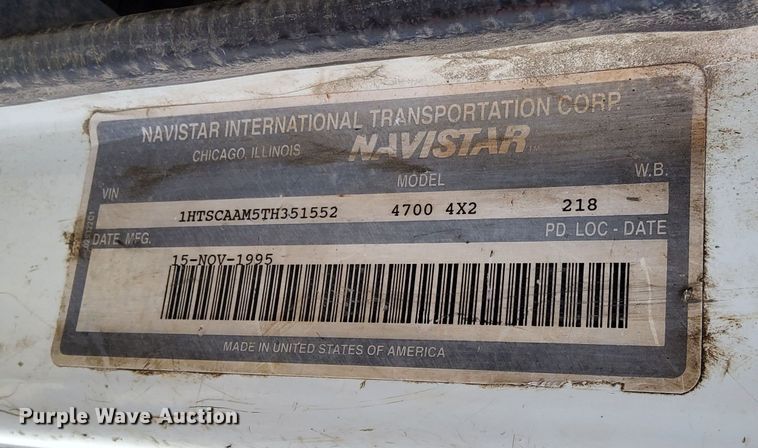 NAVISTAR INTERNATIONAL TRANSPORTATION CORP.
CHICAGO, ILLINOIS NAVISTAR TM
VIN MODEL W.B.
1HTSCAAM5TH351552 4700 4X2 218
DATE MFG. PD. LOC - DATE
15-NOV-1995
MADE IN UNITED STATES OF AMERICA
Purple Wave Auction